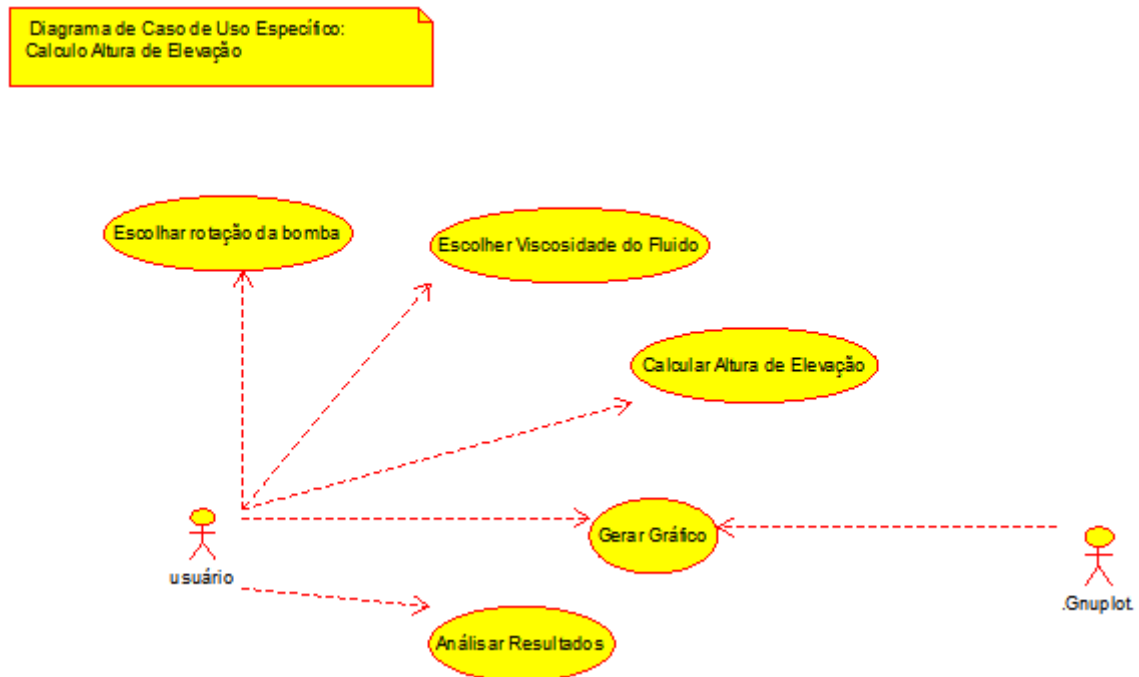 Diagrama de Caso de Uso Específico:
Calculo Altura de Elevação
Escolhar rotação da bomba
Escolher Viscosidade do Fluido
Calcular Altura de Elevação
Gerar Gráfico
usuário
.Gnuplot.
Análisar Resultados